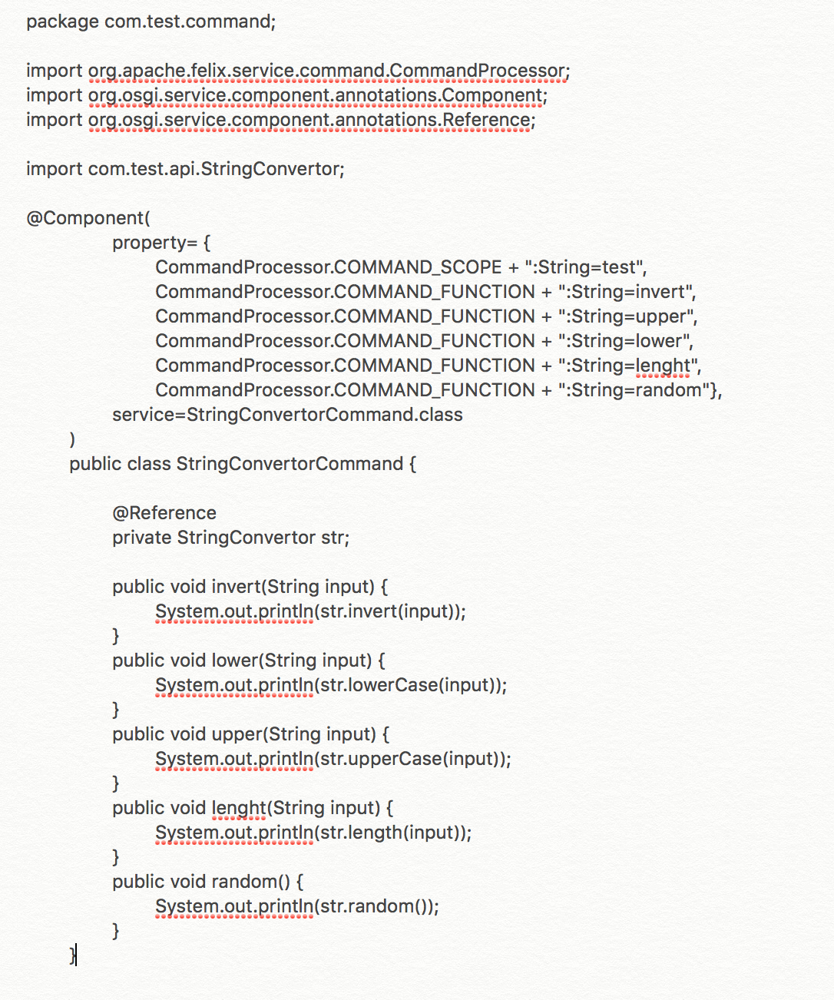 package com.test.command;
import org.apache.felix.service.command.CommandProcessor;
import org.osgi.service.component.annotations.Component;
import org.osgi.service.component.annotations.Reference;
import com.test.api.StringConvertor;
@Component(
property= {
CommandProcessor.COMMAND_SCOPE + ":String=test",
CommandProcessor.COMMAND_FUNCTION + ":String=invert",
CommandProcessor.COMMAND_FUNCTION + ":String=upper",
CommandProcessor.COMMAND_FUNCTION + ":String=lower",
CommandProcessor.COMMAND_FUNCTION + ":String=lenght",
CommandProcessor.COMMAND_FUNCTION + ":String=random"},
service=StringConvertorCommand.class
)
public class StringConvertorCommand {
@Reference
private StringConvertor str;
public void invert(String input) {
System.out.println(str.invert(input));
}
public void lower(String input) {
System.out.println(str.lowerCase(input));
}
public void upper(String input) {
System.out.println(str.upperCase(input));
}
public void lenght(String input) {
System.out.println(str.length(input));
}
public void random() {
System.out.println(str.random());
}
}